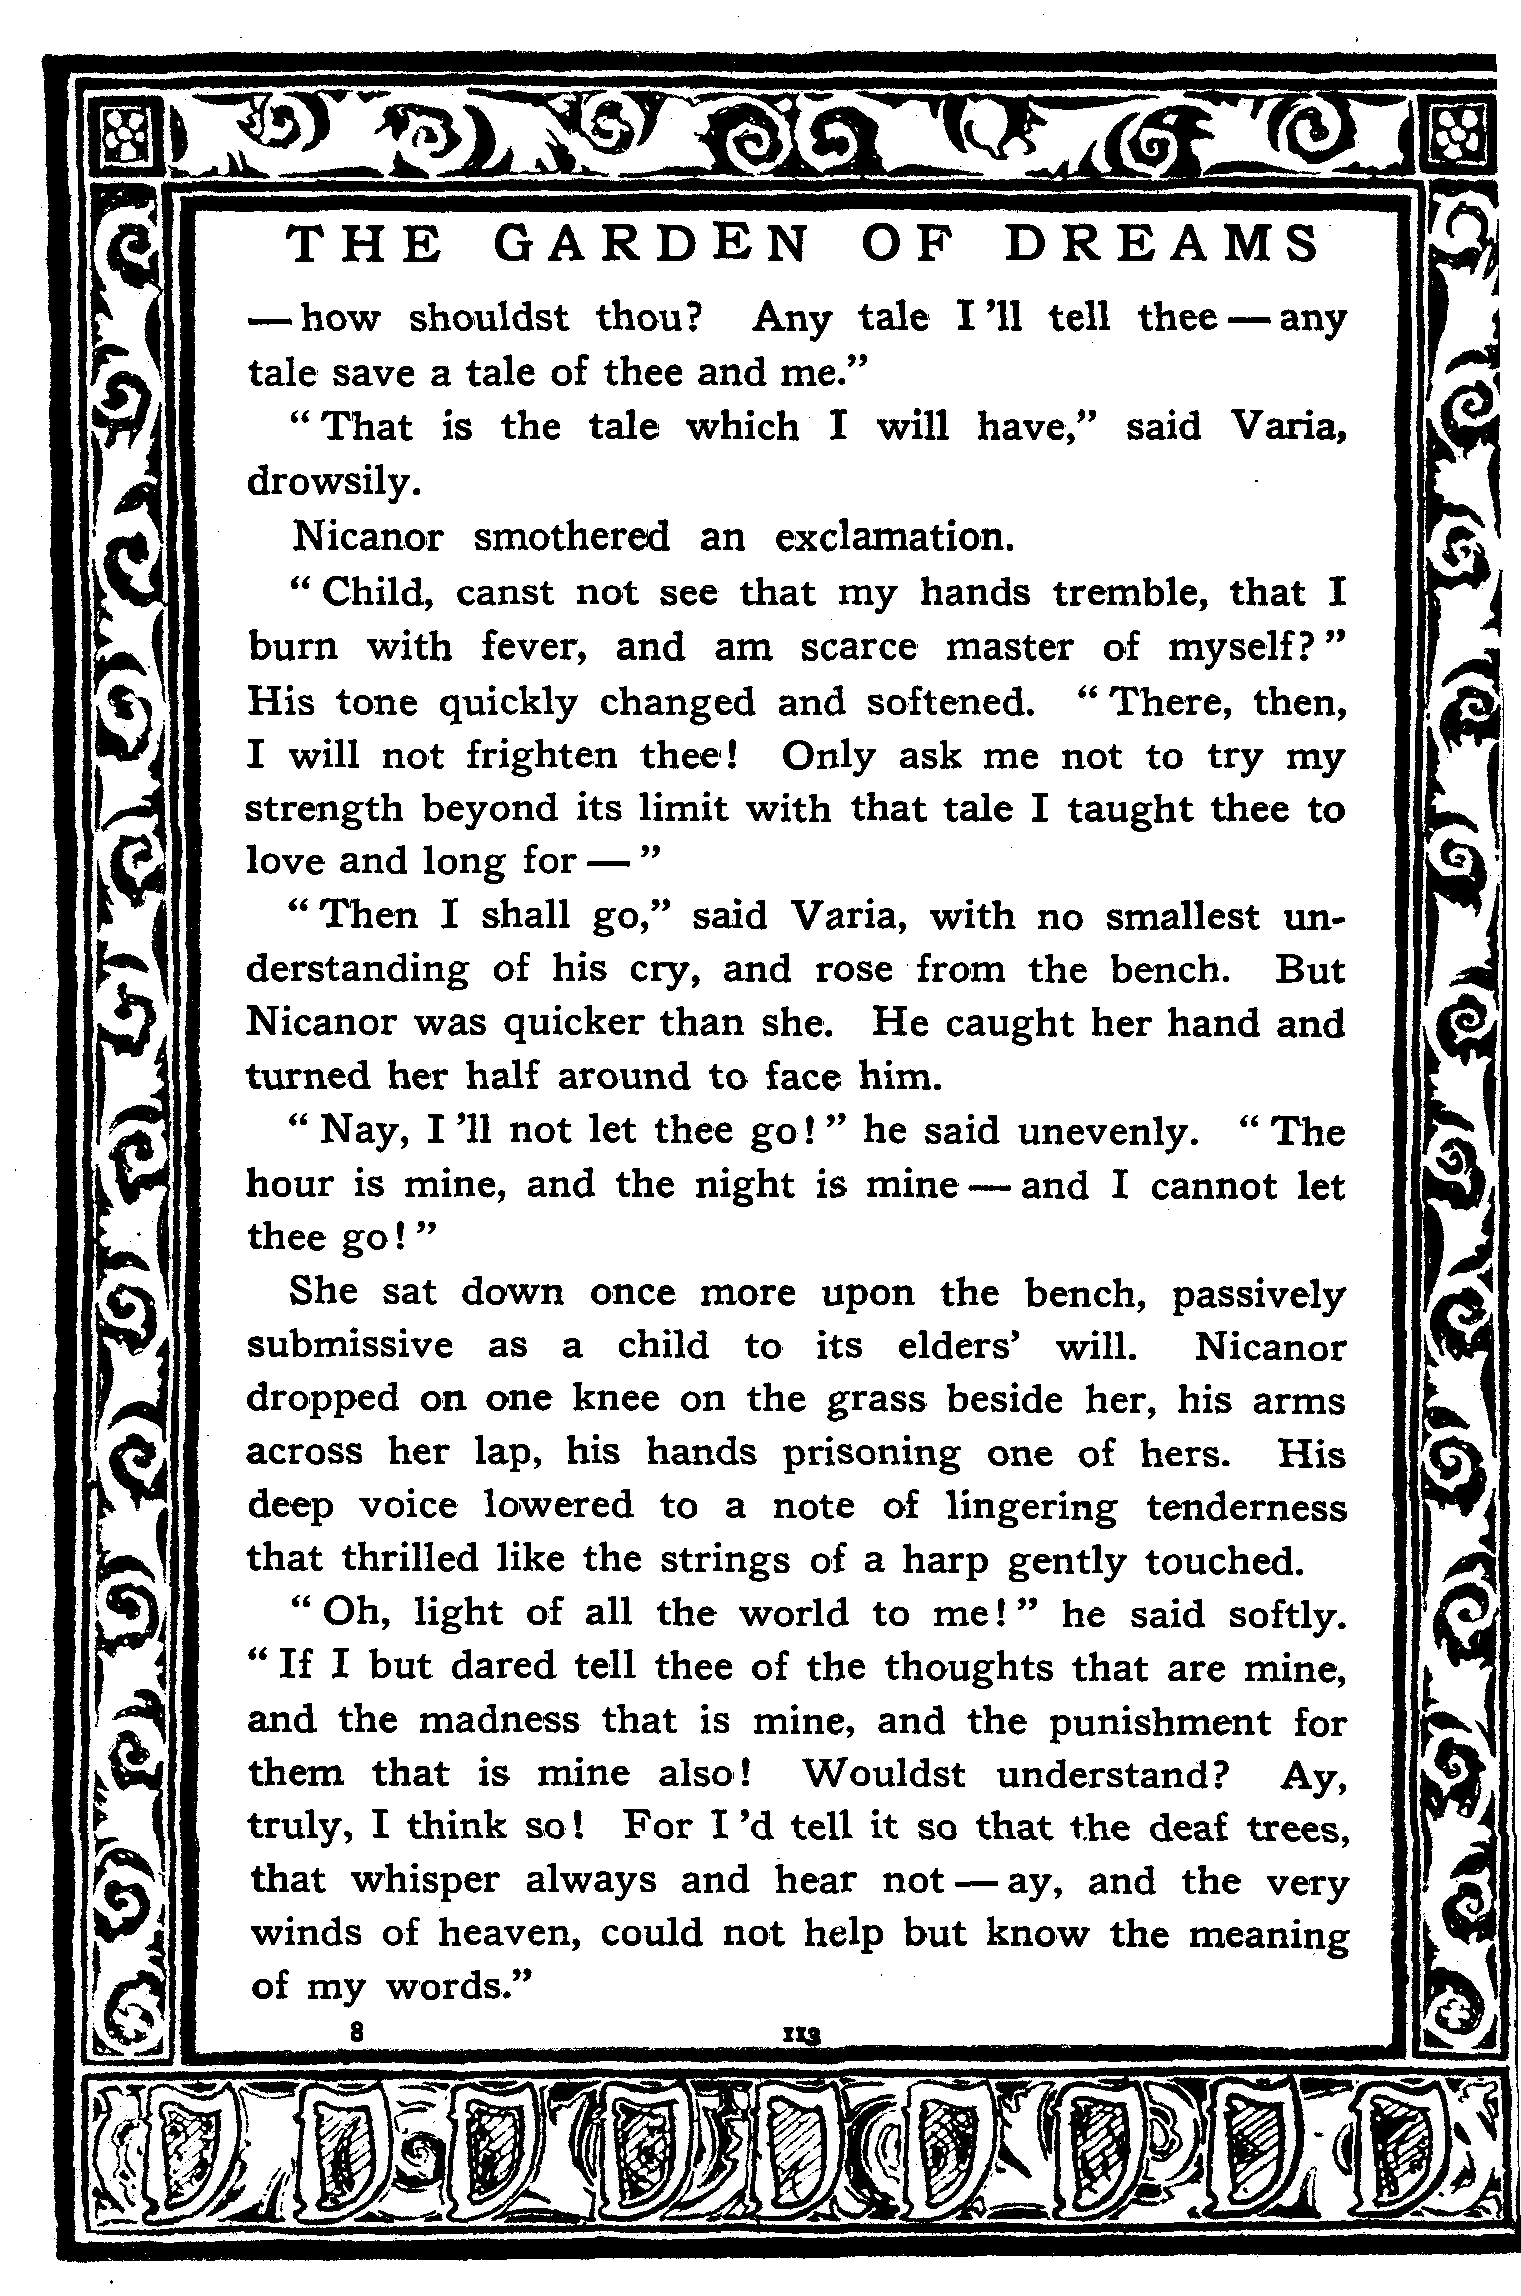 THE GARDEN OF DREAMS
— how shouldst thou? Any tale I 'll tell thee — any
tale save a tale of thee and me.”
“ That is the tale which I will have,” said Varia,
drowsily.
Nicanor smothered an exclamation.
“ Child, canst not see that my hands tremble, that I
burn with fever, and am scarce master of myself? ”
His tone quickly changed and softened. “ There, then,
I will not frighten thee! Only ask me not to try my
strength beyond its limit with that tale I taught thee to
love and long for — ”
“ Then I shall go,” said Varia, with no smallest un-
derstanding of his cry, and rose from the bench. But
Nicanor was quicker than she. He caught her hand and
turned her half around to face him.
“ Nay, I 'll not let thee go! ” he said unevenly. “ The
hour is mine, and the night is mine — and I cannot let
thee go! ”
She sat down once more upon the bench, passively
submissive as a child to its elders' will. Nicanor
dropped on one knee on the grass beside her, his arms
across her lap, his hands prisoning one of hers. His
deep voice lowered to a note of lingering tenderness
that thrilled like the strings of a harp gently touched.
“ Oh, light of all the world to me! ” he said softly.
“ If I but dared tell thee of the thoughts that are mine,
and the madness that is mine, and the punishment for
them that is mine also! Wouldst understand? Ay,
truly, I think so! For I 'd tell it so that the deaf trees,
that whisper always and hear not — ay, and the very
winds of heaven, could not help but know the meaning
of my words.”
8 113